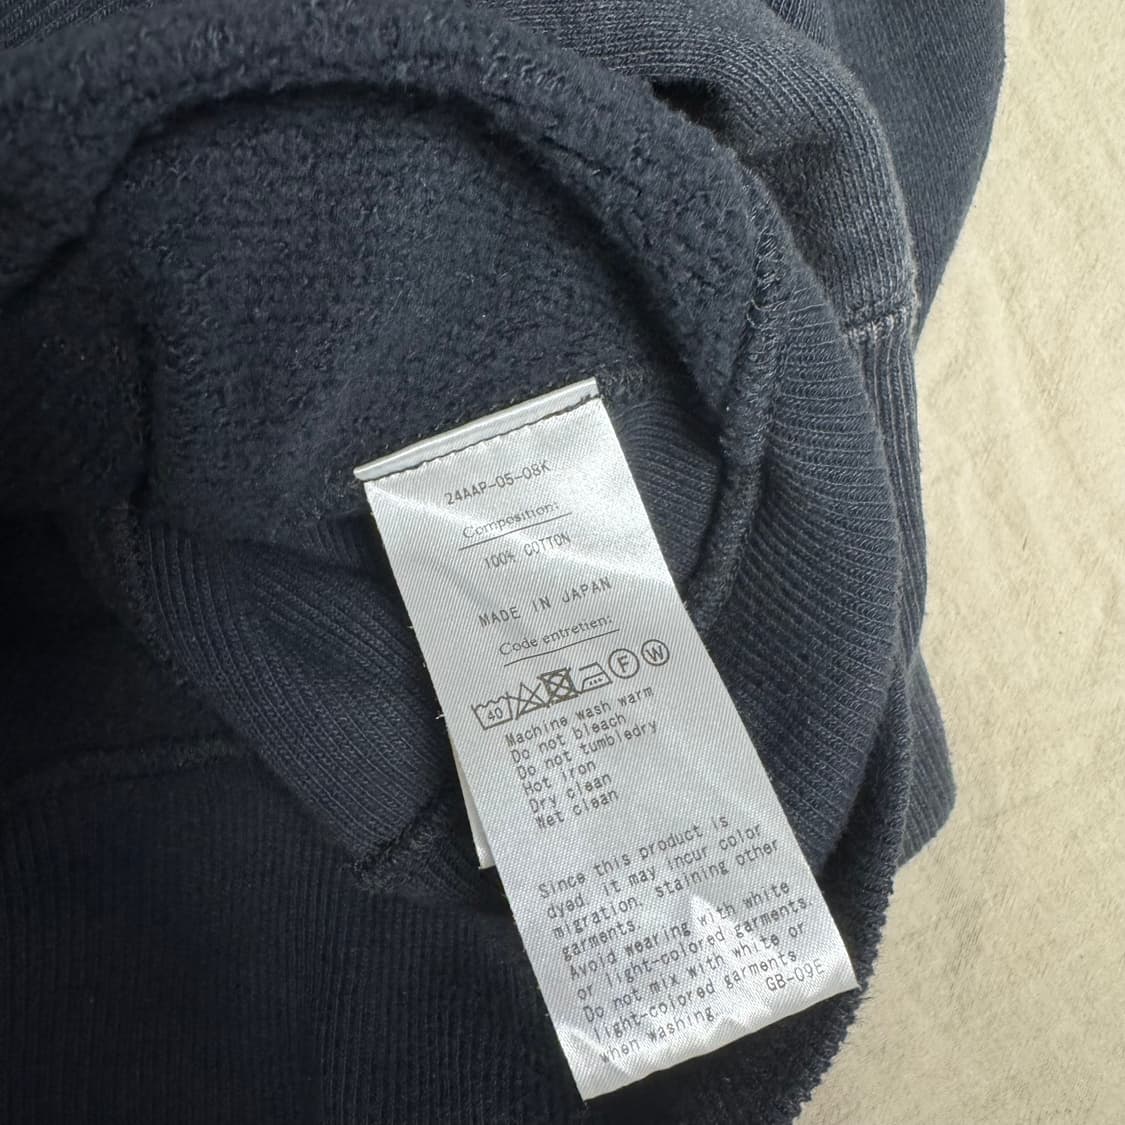 24AAP-05-08K
Composition:
100% COTTON
MADE IN JAPAN
Code entretien:
40 F W
Machine wash warm
Do not bleach
Do not tumbledry
Hot iron
Dry clean
Wet clean
Since this product is
dyed, it may incur color
migration, staining other
garments.
Avoid wearing with white
or light-colored garments.
Do not mix with white or
light-colored garments
when washing.
GB-09E